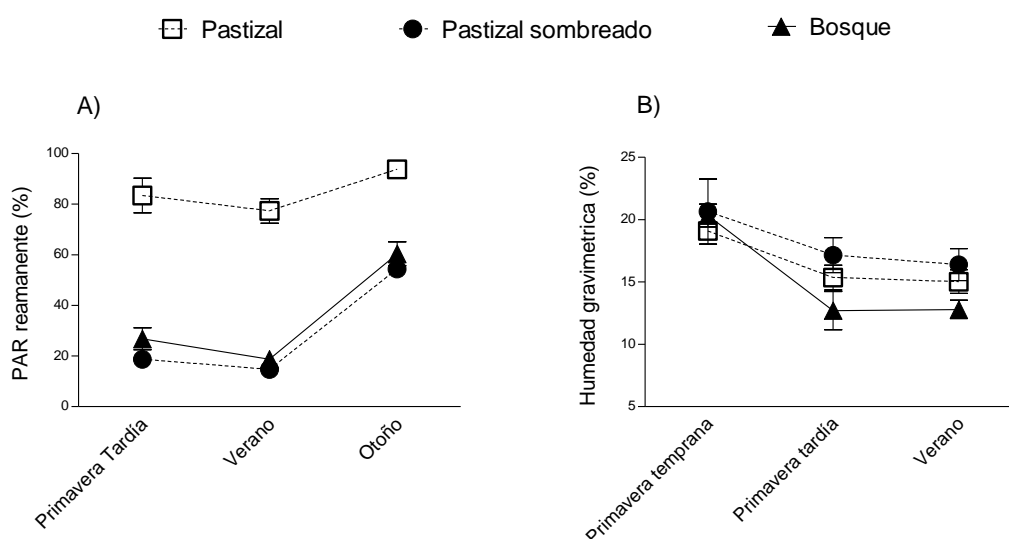 Pastizal
Pastizal sombreado
Bosque
A)
PAR reamanente (%)
100
80
60
40
20
0
Primavera Tardía
Verano
Otoño
B)
Humedad gravimetrica (%)
25
20
15
10
5
Primavera temprana
Primavera tardía
Verano